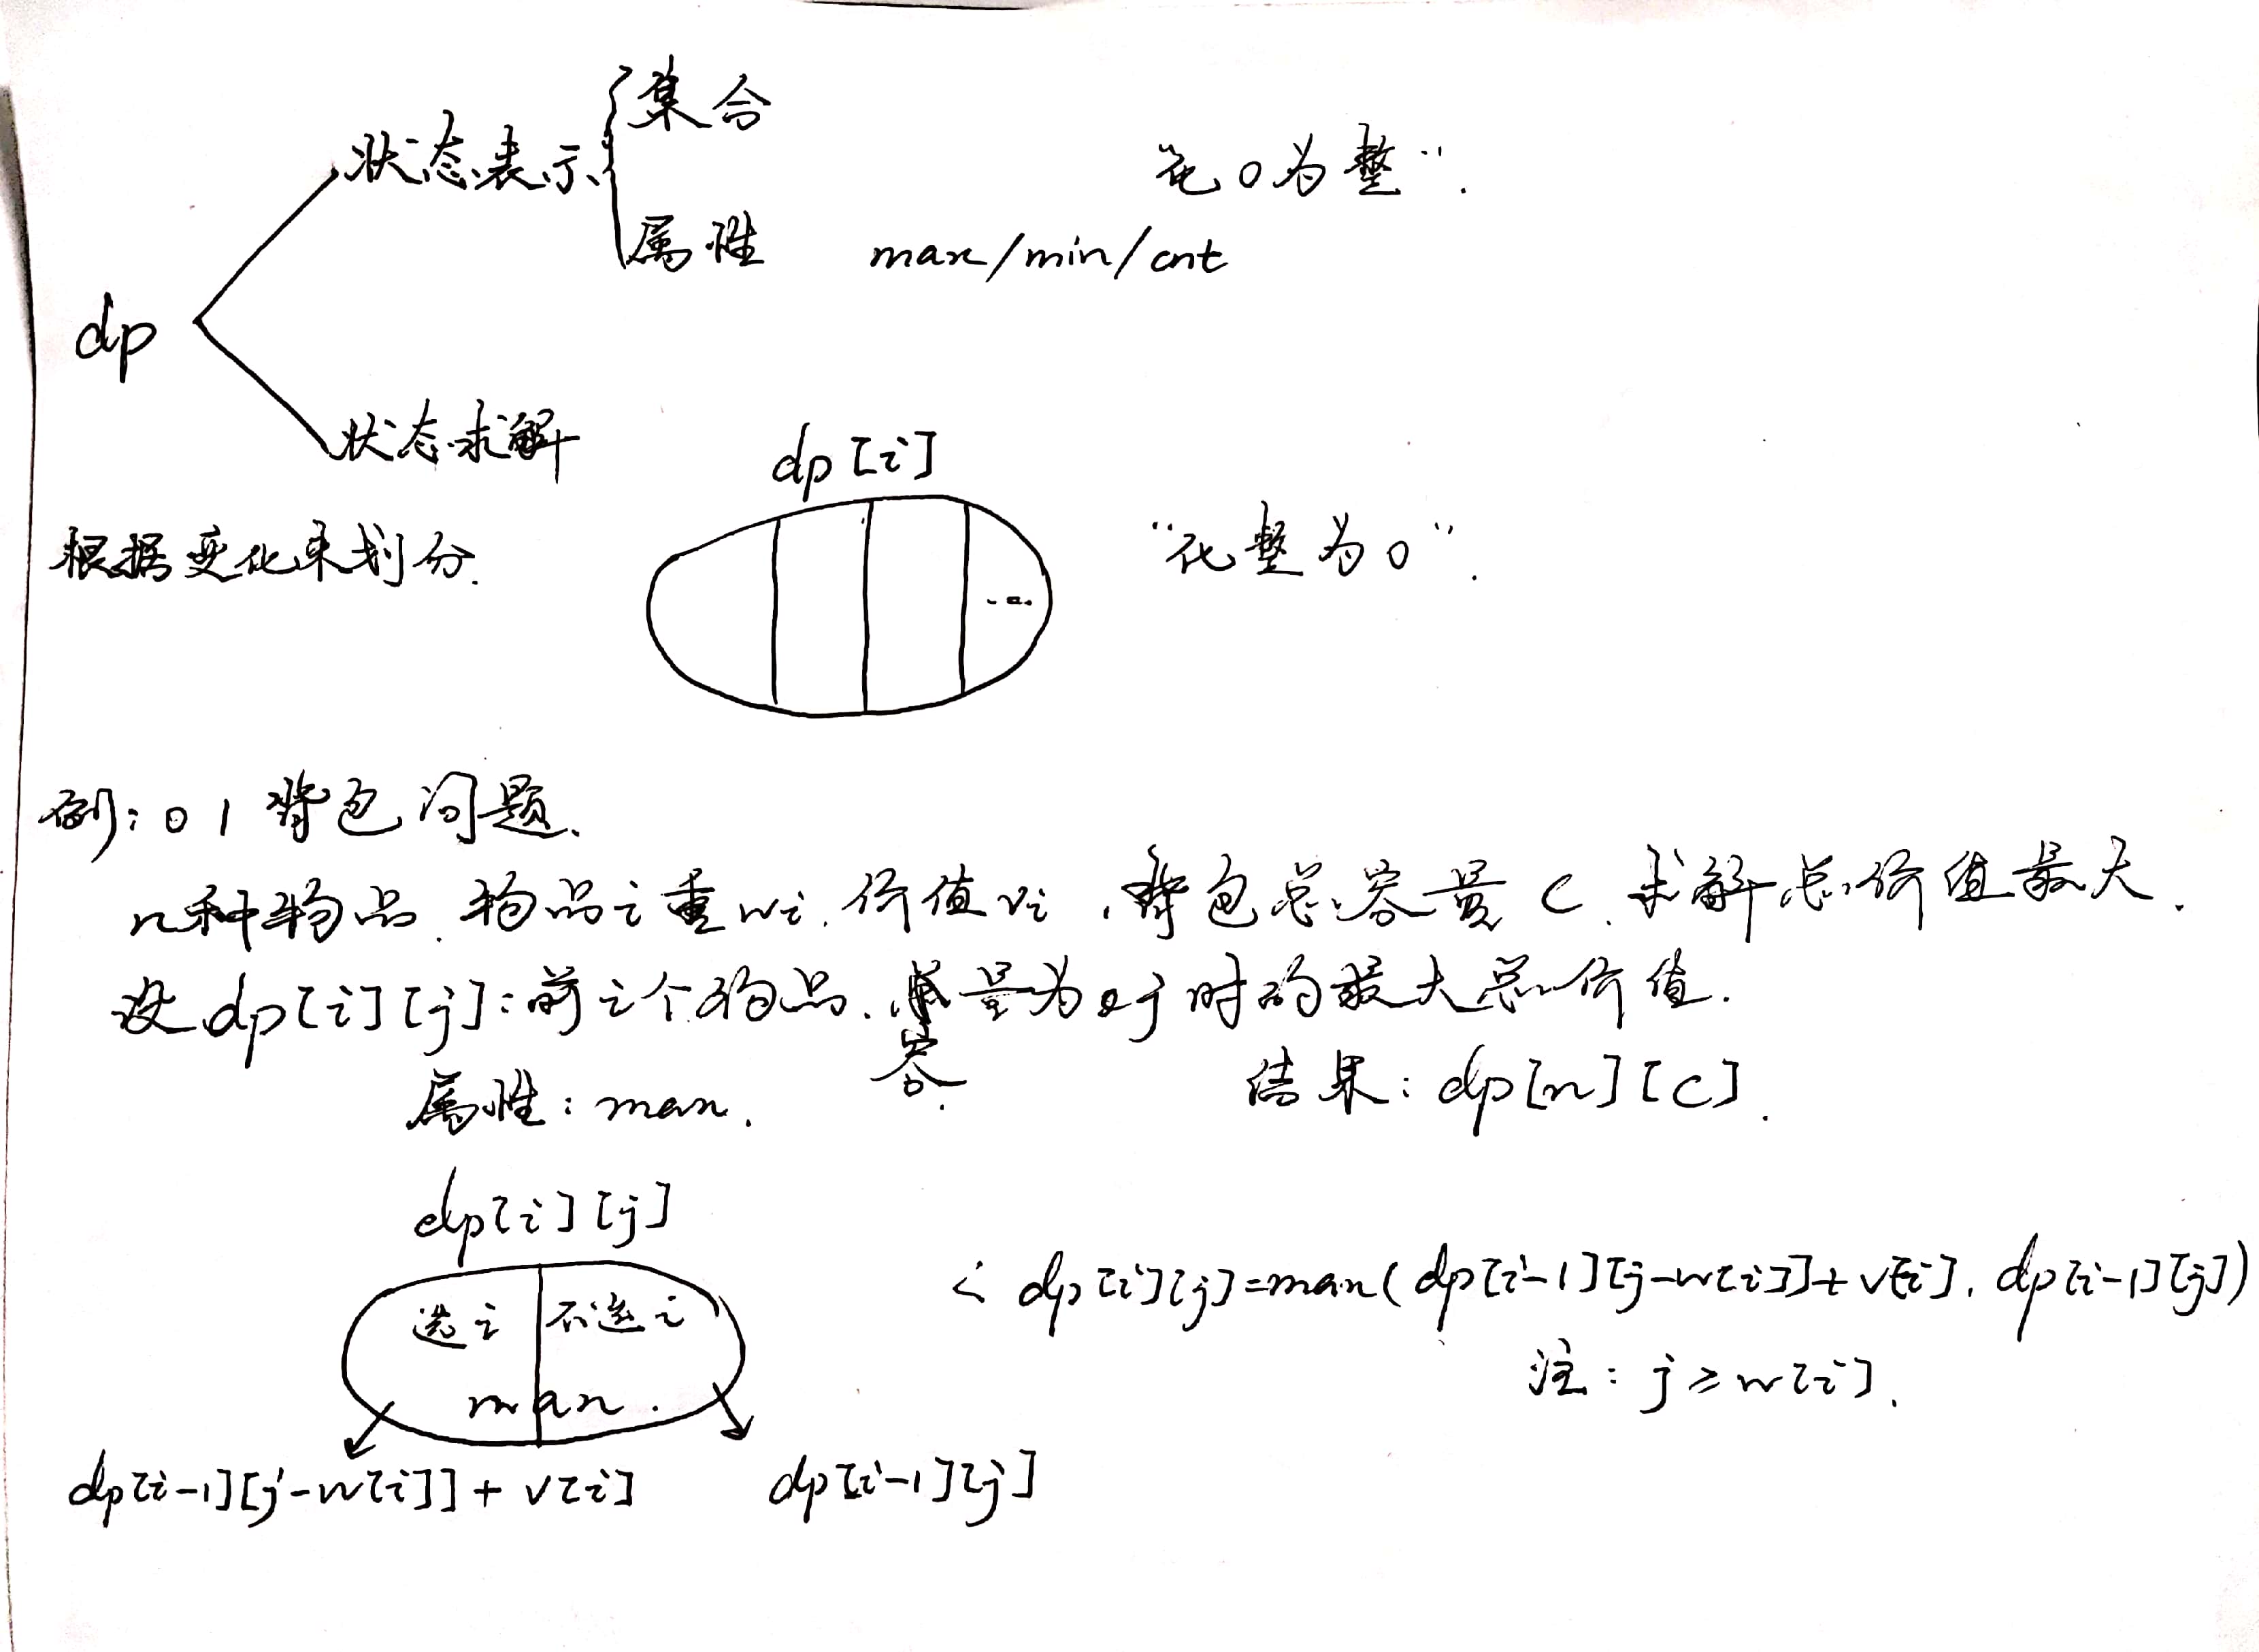 集合
状态表示
"化0为整".
属性 max/min/cnt
dp
状态求解
dp[i]
根据变化来划分.
"化整为0".
...
例: 01背包问题.
n种物品. 物品i重wi. 价值vi. 背包总容量C. 求解总价值最大.
设dp[i][j]: 前i个物品. 量为j时的最大总价值.
容
属性: max.
结果: dp[n][C].
dp[i][j]
选i 不选i
max.
dp[i][j]=max(dp[i-1][j-w[i]]+v[i], dp[i-1][j])
注: j≥w[i].
dp[i-1][j-w[i]]+v[i] dp[i-1][j]